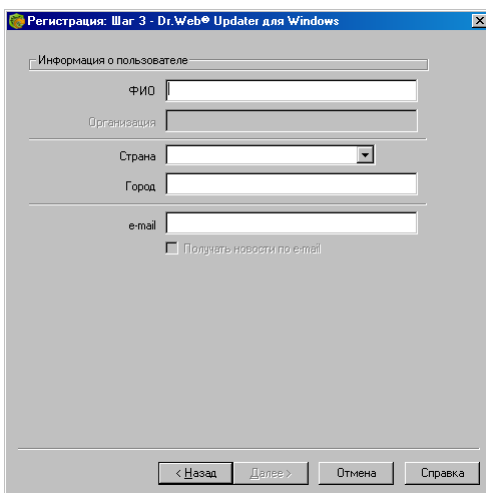 Регистрация: Шаг 3 - Dr.Web® Updater для Windows
Информация о пользователе
ФИО
Организация
Страна
Город
e-mail
Получать новости по e-mail
< Назад Далее > Отмена Справка